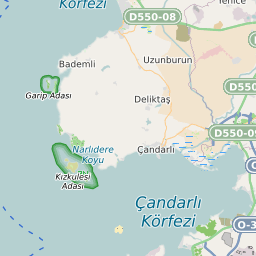 Yenice
Körfezi
D550-08
Bademli
Uzunburun
Garip Adası
Deliktaş
D550
D550-09
Narlıdere
Koyu
Çandarlı
Kızkulesi
Adası
Çandarlı
Körfezi
O-3